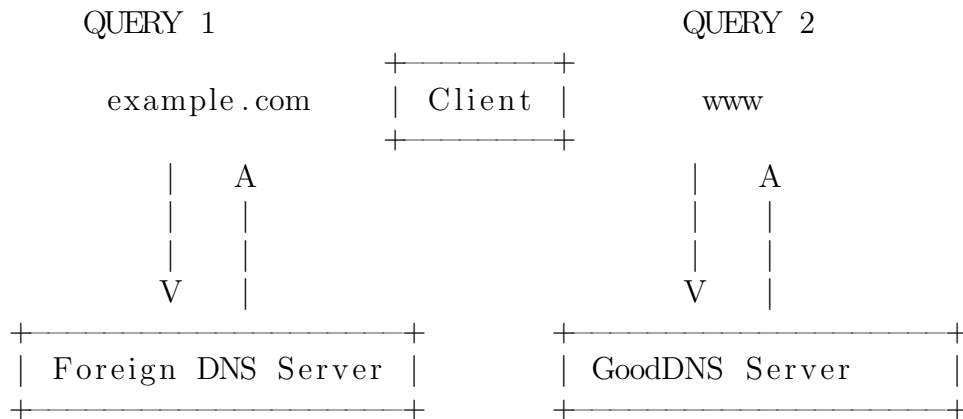 QUERY 1 QUERY 2
+----------+
example.com | Client | www
+----------+
| A | A
| | | |
| | | |
V | V |
+-----------------------+ +-----------------------+
| Foreign DNS Server | | GoodDNS Server |
+-----------------------+ +-----------------------+